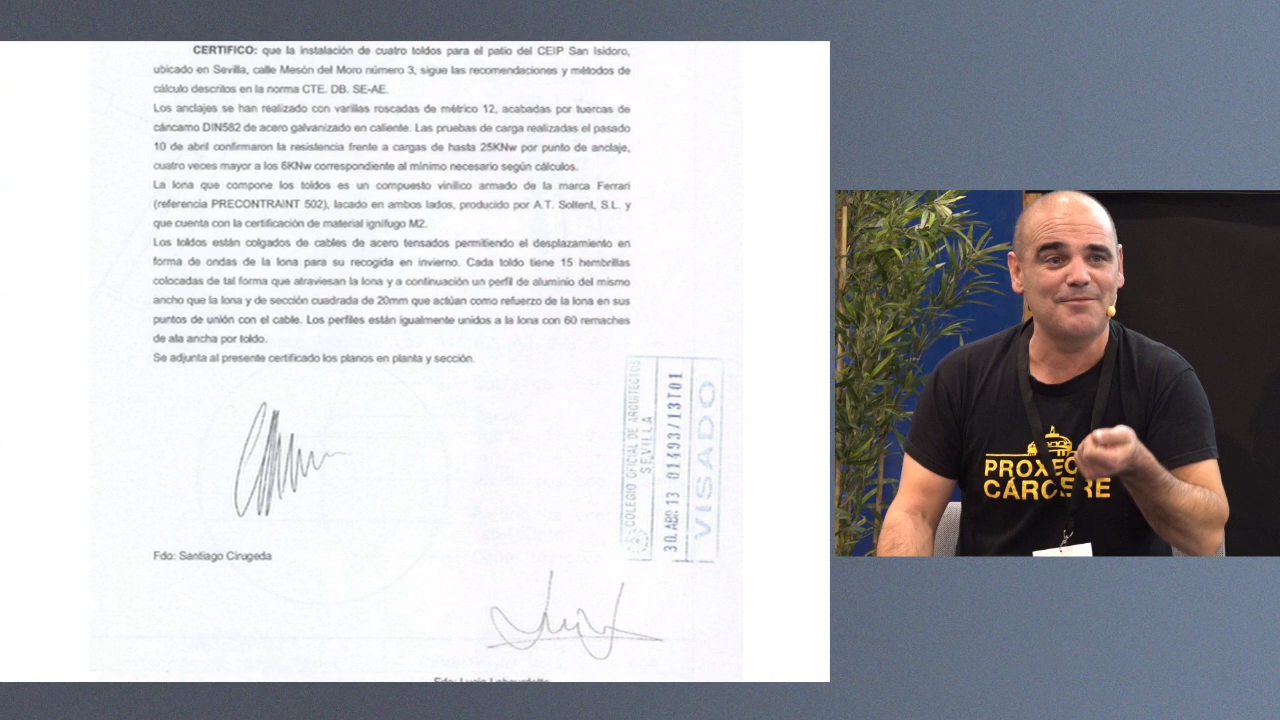 CERTIFICO: que la instalación de cuatro toldos para el patio del CEIP San Isidoro,
ubicado en Sevilla, calle Mesón del Moro número 3, sigue las recomendaciones y métodos de
cálculo descritos en la norma CTE. DB. SE-AE.
Los anclajes se han realizado con varillas roscadas de métrico 12, acabadas por tuercas de
cáncamo DIN582 de acero galvanizado en caliente. Las pruebas de carga realizadas el pasado
10 de abril confirmaron la resistencia frente a cargas de hasta 25KNw por punto de anclaje,
cuatro veces mayor a los 6KNw correspondiente al mínimo necesario según cálculos.
La lona que compone los toldos es un compuesto vinílico armado de la marca Ferrari
(referencia PRECONTRAINT 502), lacado en ambos lados, producido por A.T. Soltent, S.L. y
que cuenta con la certificación de material ignífugo M2.
Los toldos están colgados de cables de acero tensados permitiendo el desplazamiento en
forma de ondas de la lona para su recogida en invierno. Cada toldo tiene 15 hembrillas
colocadas de tal forma que atraviesan la lona y a continuación un perfil de aluminio del mismo
ancho que la lona y de sección cuadrada de 20mm que actúan como refuerzo de la lona en sus
puntos de unión con el cable. Los perfiles están igualmente unidos a la lona con 60 remaches
de ala ancha por toldo.
Se adjunta al presente certificado los planos en planta y sección.
COLEGIO OFICIAL DE ARQUITECTOS
SEVILLA
30. ABR 13 01493/13T01
VISADO
Fdo: Santiago Cirugeda
PROXEC
CÁRCERE